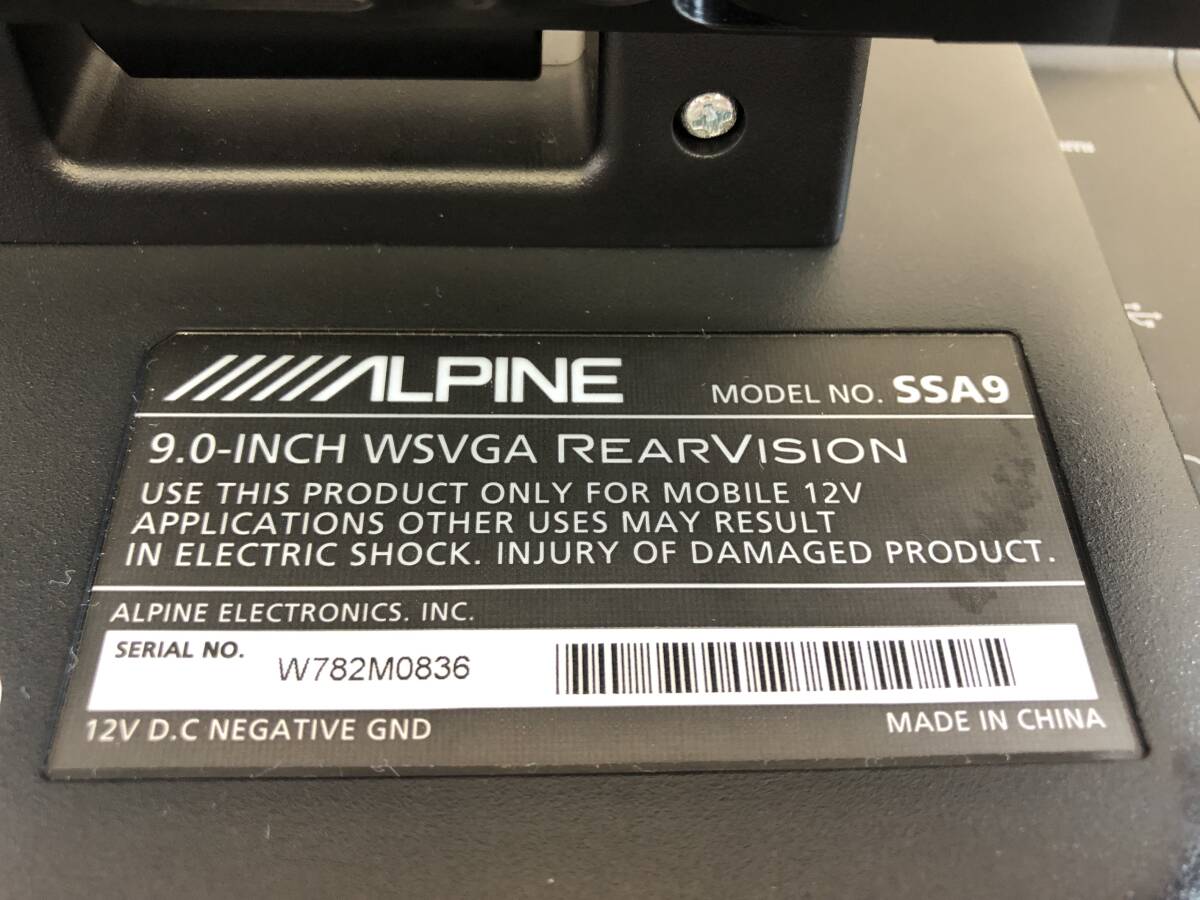 ALPINE MODEL NO. SSA9
9.0-INCH WSVGA REARVISION
USE THIS PRODUCT ONLY FOR MOBILE 12V
APPLICATIONS OTHER USES MAY RESULT
IN ELECTRIC SHOCK. INJURY OF DAMAGED PRODUCT.
ALPINE ELECTRONICS. INC.
SERIAL NO. W782M0836
12V D.C NEGATIVE GND MADE IN CHINA